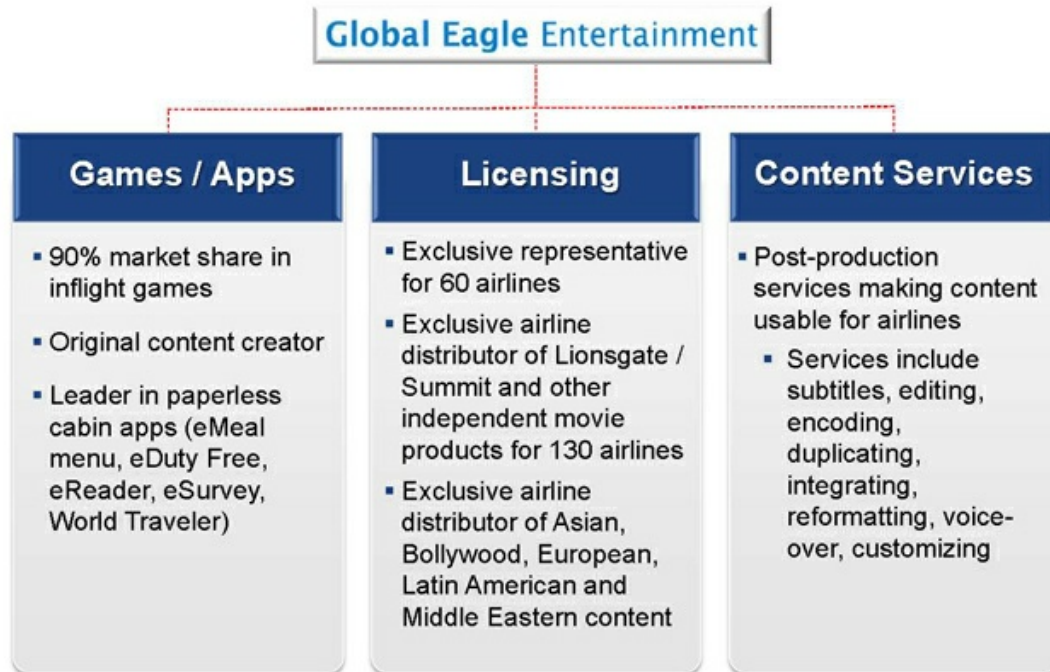 Global Eagle Entertainment
Games / Apps
▪ 90% market share in
inflight games
▪ Original content creator
▪ Leader in paperless
cabin apps (eMeal
menu, eDuty Free,
eReader, eSurvey,
World Traveler)
Licensing
▪ Exclusive representative
for 60 airlines
▪ Exclusive airline
distributor of Lionsgate /
Summit and other
independent movie
products for 130 airlines
▪ Exclusive airline
distributor of Asian,
Bollywood, European,
Latin American and
Middle Eastern content
Content Services
▪ Post-production
services making content
usable for airlines
▪ Services include
subtitles, editing,
encoding,
duplicating,
integrating,
reformatting, voice-
over, customizing